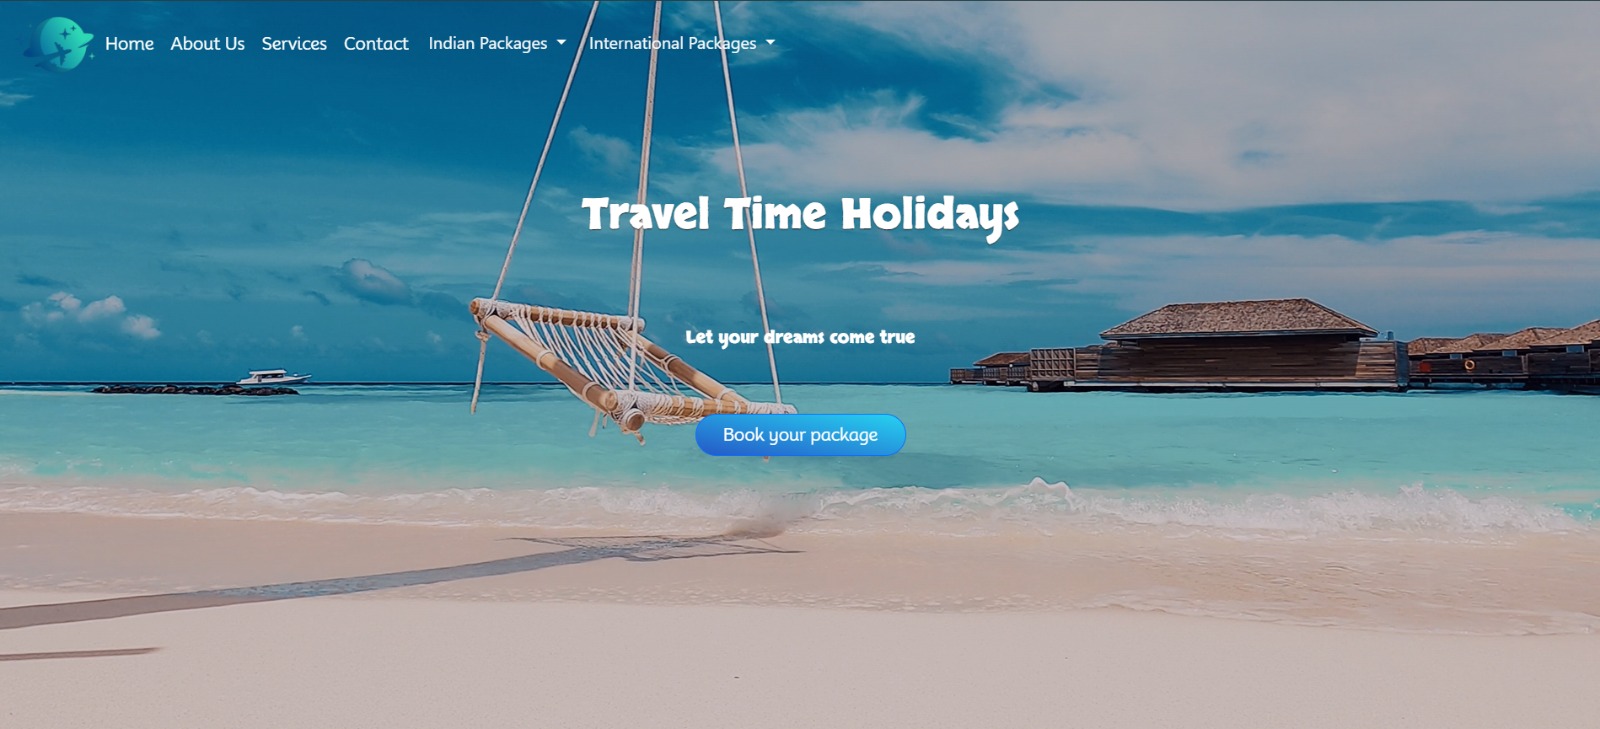 Home About Us Services Contact Indian Packages International Packages
Travel Time Holidays
Let your dreams come true
Book your package